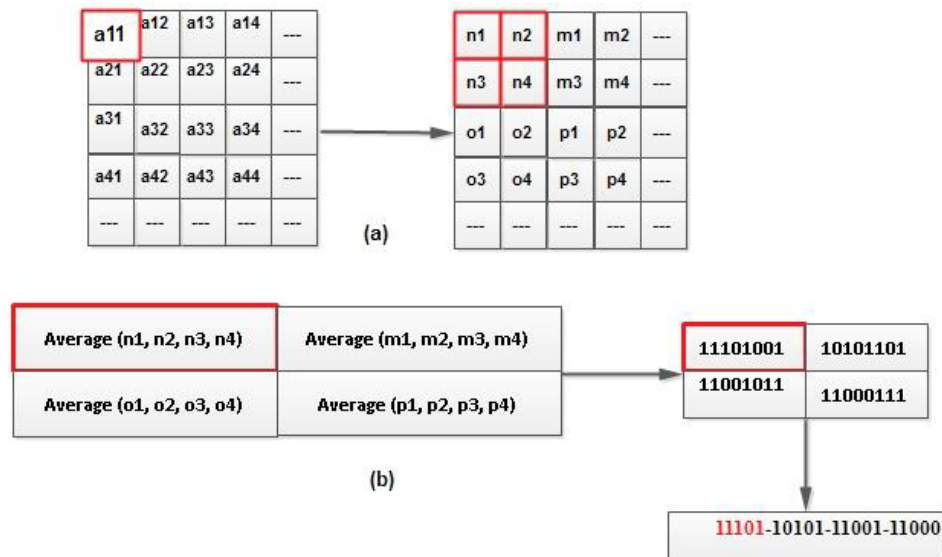 a11 a12 a13 a14 ---
a21 a22 a23 a24 ---
a31 a32 a33 a34 ---
a41 a42 a43 a44 ---
--- --- --- --- ---
n1 n2 m1 m2 ---
n3 n4 m3 m4 ---
o1 o2 p1 p2 ---
o3 o4 p3 p4 ---
--- --- --- --- ---
(a)
Average (n1, n2, n3, n4) Average (m1, m2, m3, m4)
Average (o1, o2, o3, o4) Average (p1, p2, p3, p4)
11101001 10101101
11001011 11000111
(b)
11101-10101-11001-11000